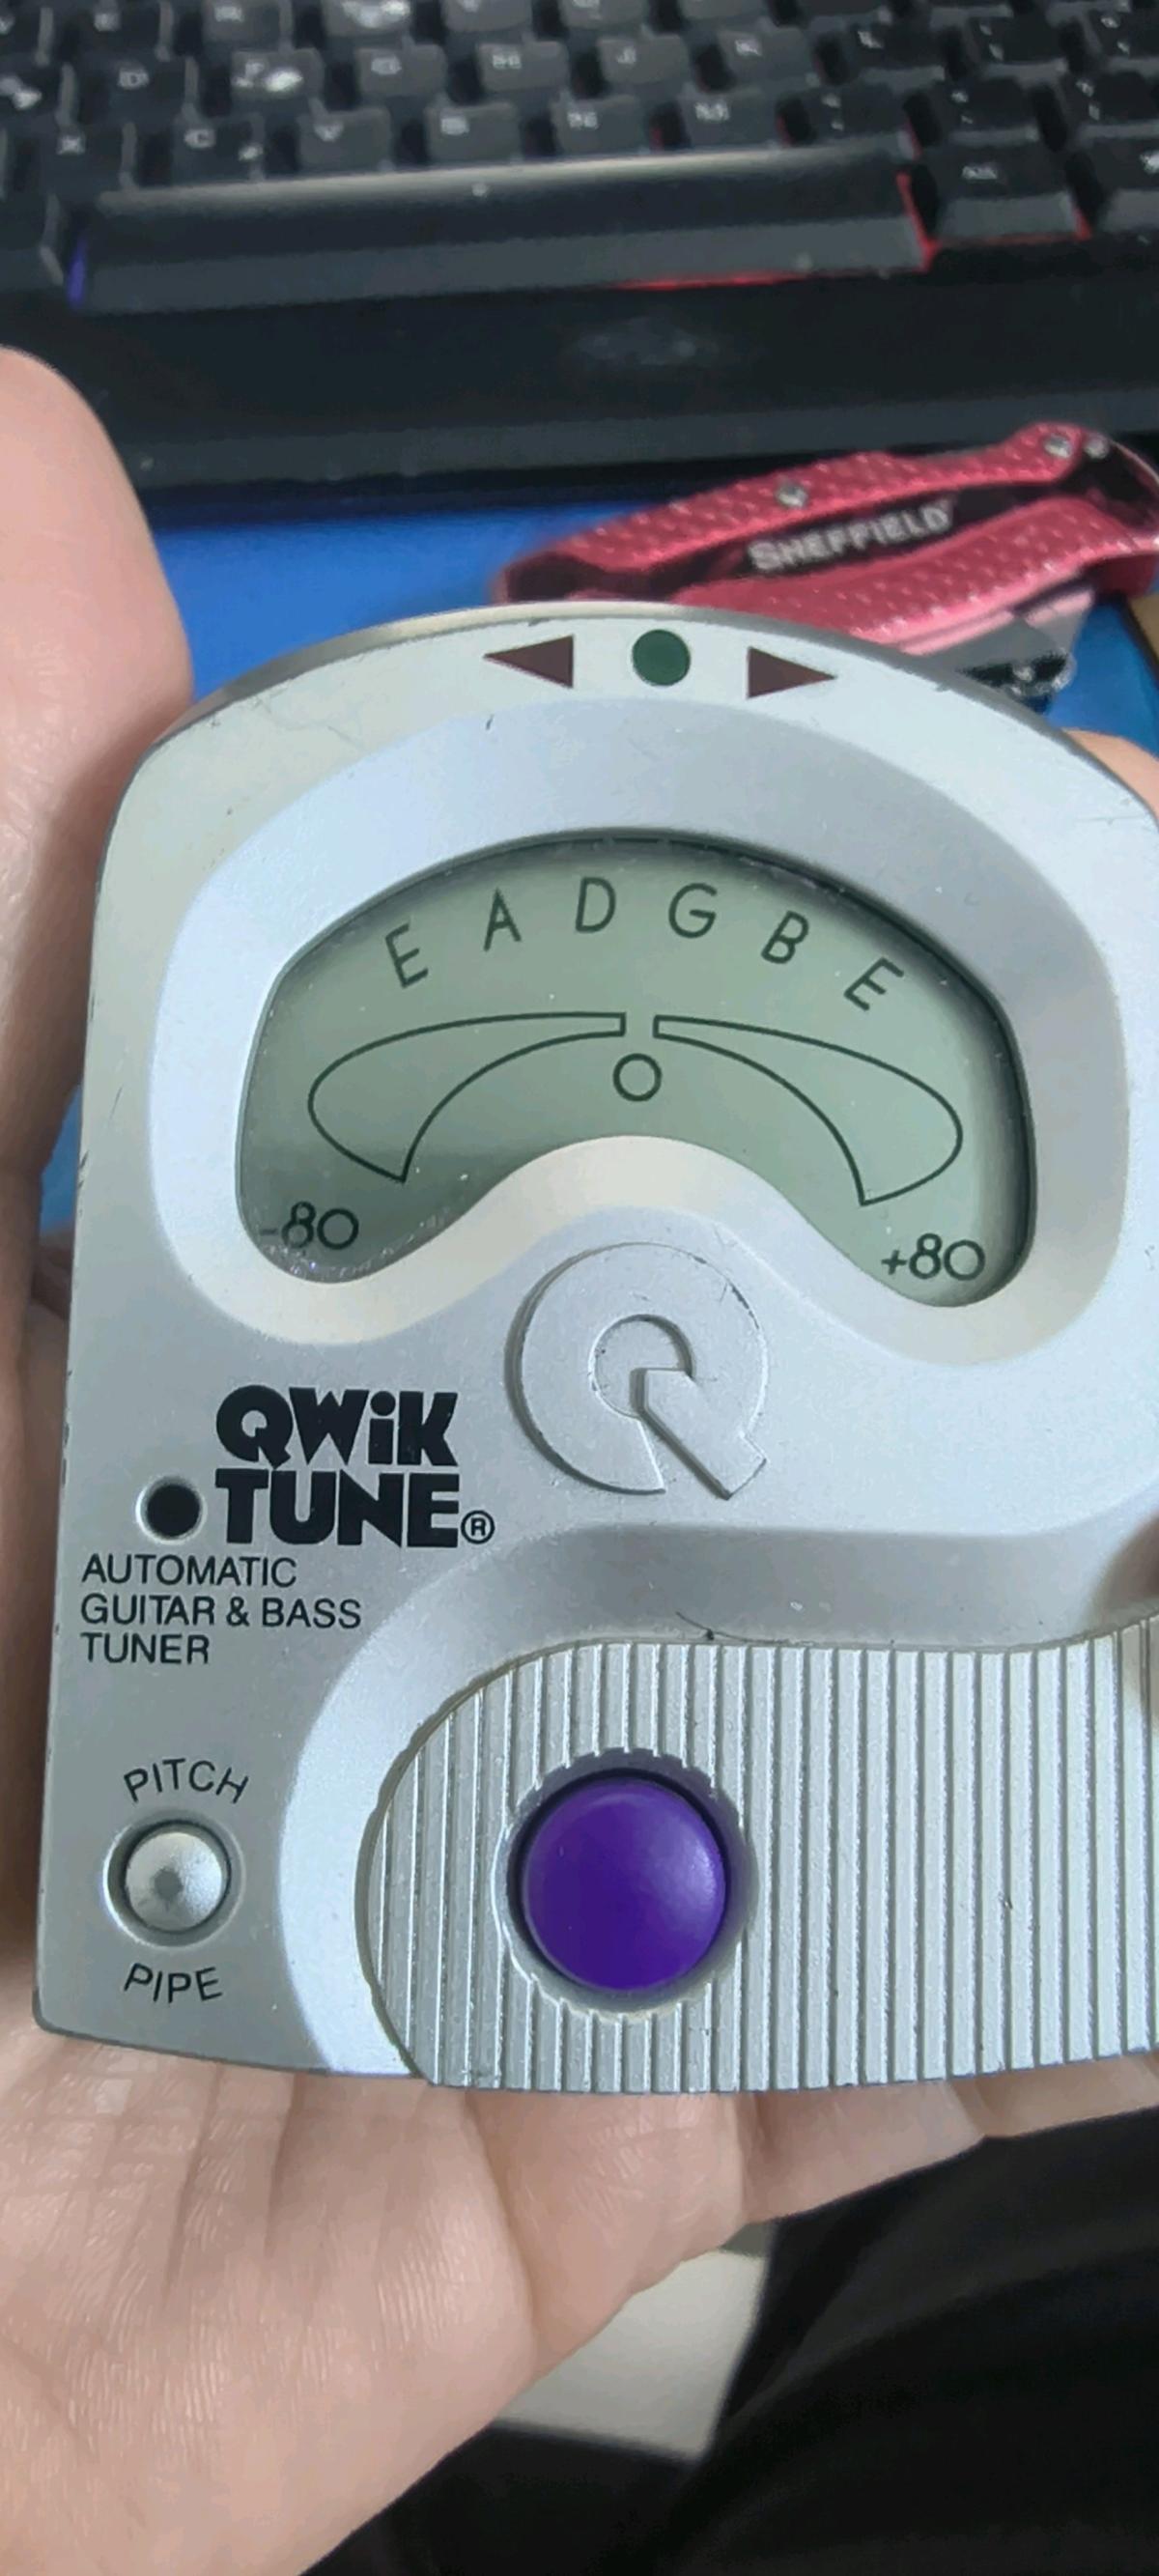 D
F
G
H
J
K
L
X
C
V
B
N
M
SHEFFIELD
E A D G B E
O
-80
+80
Q
QWiK
TUNE®
AUTOMATIC
GUITAR & BASS
TUNER
PITCH
PIPE